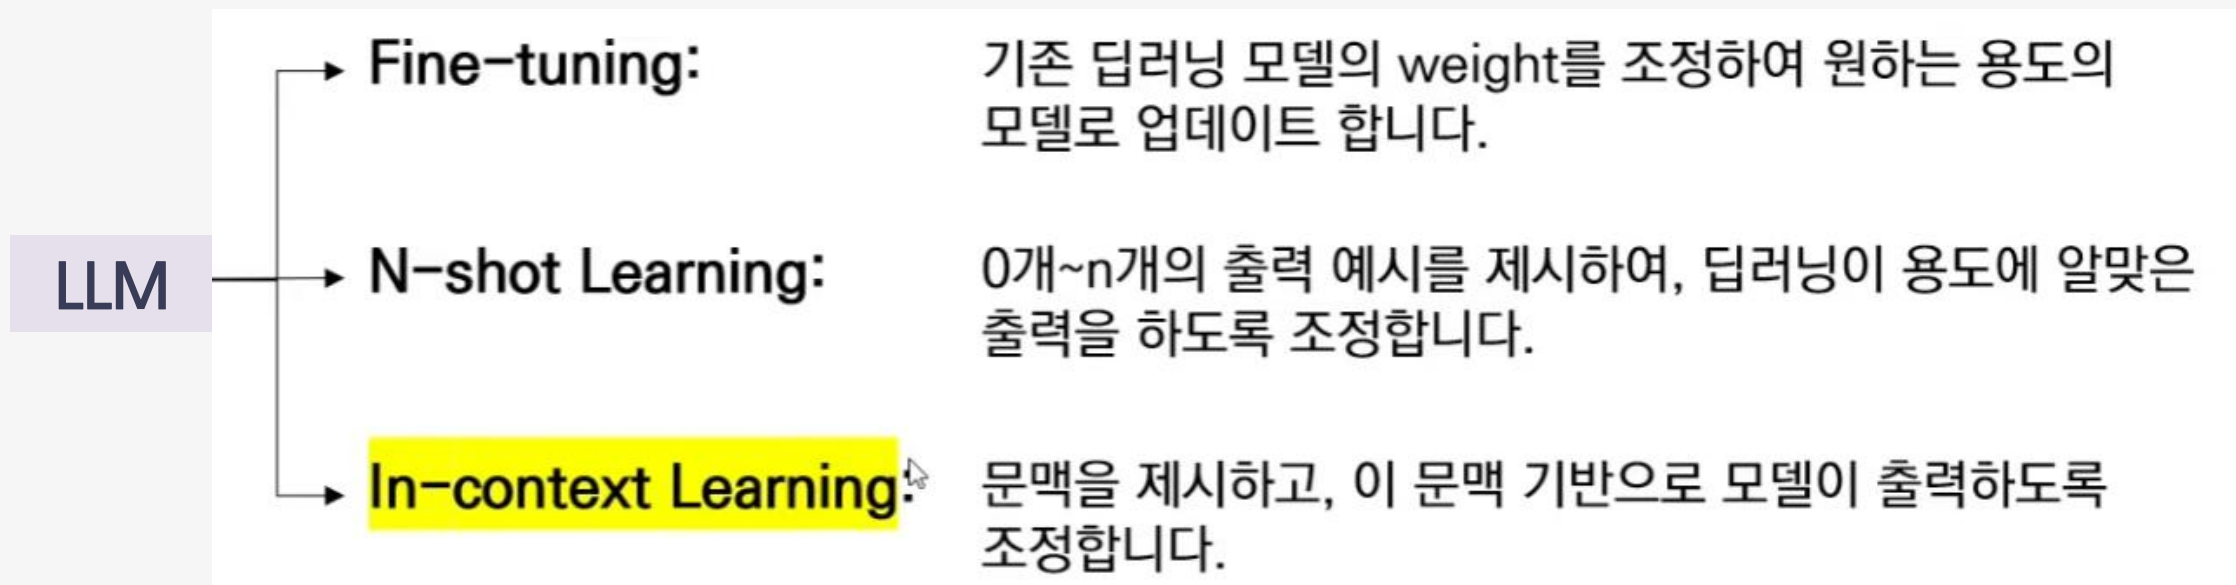 LLM
Fine-tuning:
기존 딥러닝 모델의 weight를 조정하여 원하는 용도의
모델로 업데이트 합니다.
N-shot Learning:
0개~n개의 출력 예시를 제시하여, 딥러닝이 용도에 알맞은
출력을 하도록 조정합니다.
In-context Learning:
문맥을 제시하고, 이 문맥 기반으로 모델이 출력하도록
조정합니다.